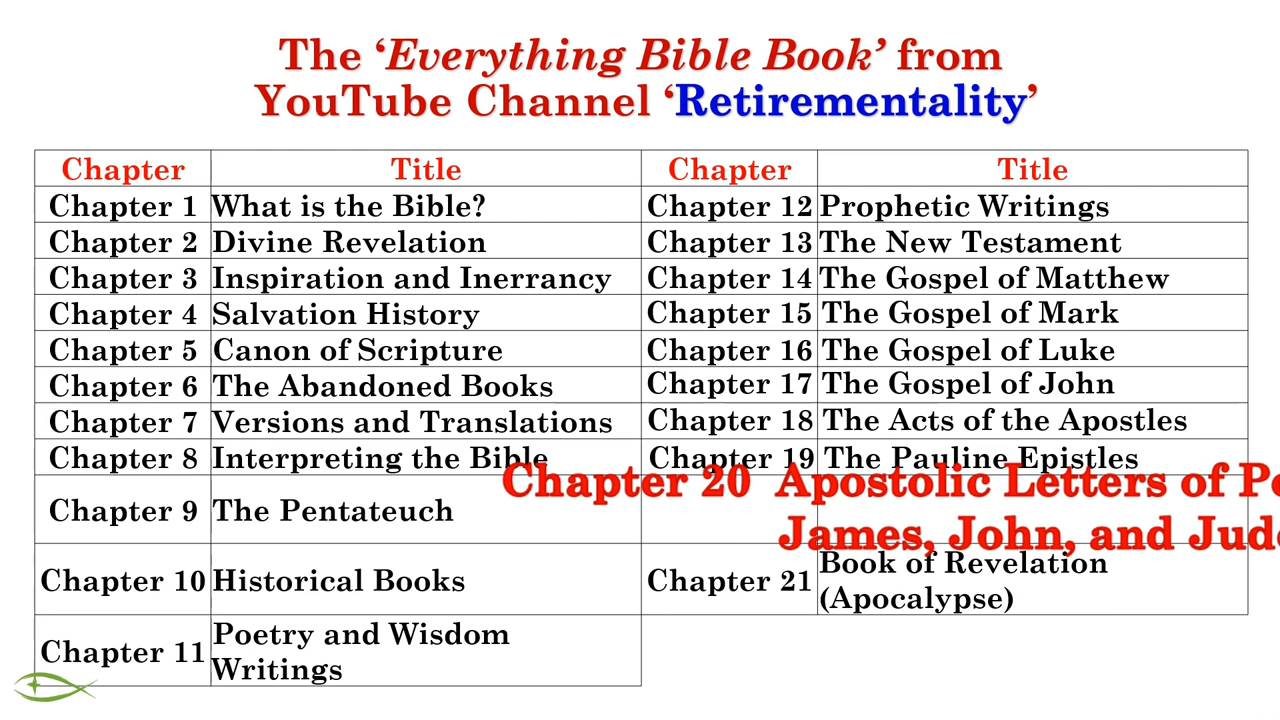 The ‘Everything Bible Book’ from
YouTube Channel ‘Retirementality’
Chapter Title Chapter Title
Chapter 1 What is the Bible? Chapter 12 Prophetic Writings
Chapter 2 Divine Revelation Chapter 13 The New Testament
Chapter 3 Inspiration and Inerrancy Chapter 14 The Gospel of Matthew
Chapter 4 Salvation History Chapter 15 The Gospel of Mark
Chapter 5 Canon of Scripture Chapter 16 The Gospel of Luke
Chapter 6 The Abandoned Books Chapter 17 The Gospel of John
Chapter 7 Versions and Translations Chapter 18 The Acts of the Apostles
Chapter 8 Interpreting the Bible Chapter 19 The Pauline Epistles
Chapter 20 Apostolic Letters of
James, John, and
Chapter 9 The Pentateuch
Chapter 10 Historical Books Chapter 21 Book of Revelation
(Apocalypse)
Chapter 11 Poetry and Wisdom
Writings